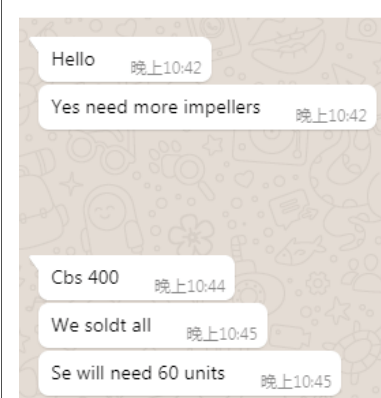 Hello 晚上10:42
Yes need more impellers 晚上10:42
Cbs 400 晚上10:44
We soldt all 晚上10:45
Se will need 60 units 晚上10:45